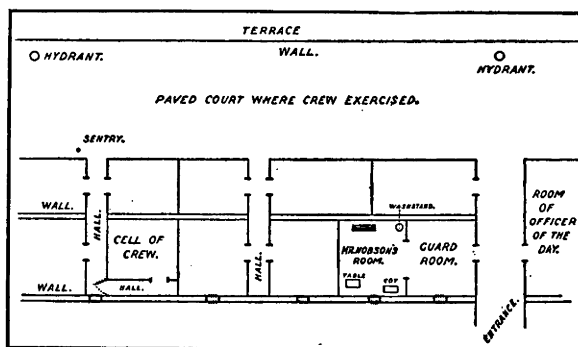 TERRACE
WALL.
HYDRANT.
HYDRANT.
PAVED COURT WHERE CREW EXERCISED.
SENTRY.
WALL.
HALL.
CELL OF
CREW.
HALL.
HALL.
WASHSTAND.
MR. HOBSON'S
ROOM.
TABLE
COT
GUARD
ROOM.
ROOM
OF
OFFICER
OF THE
DAY.
WALL.
ENTRANCE.